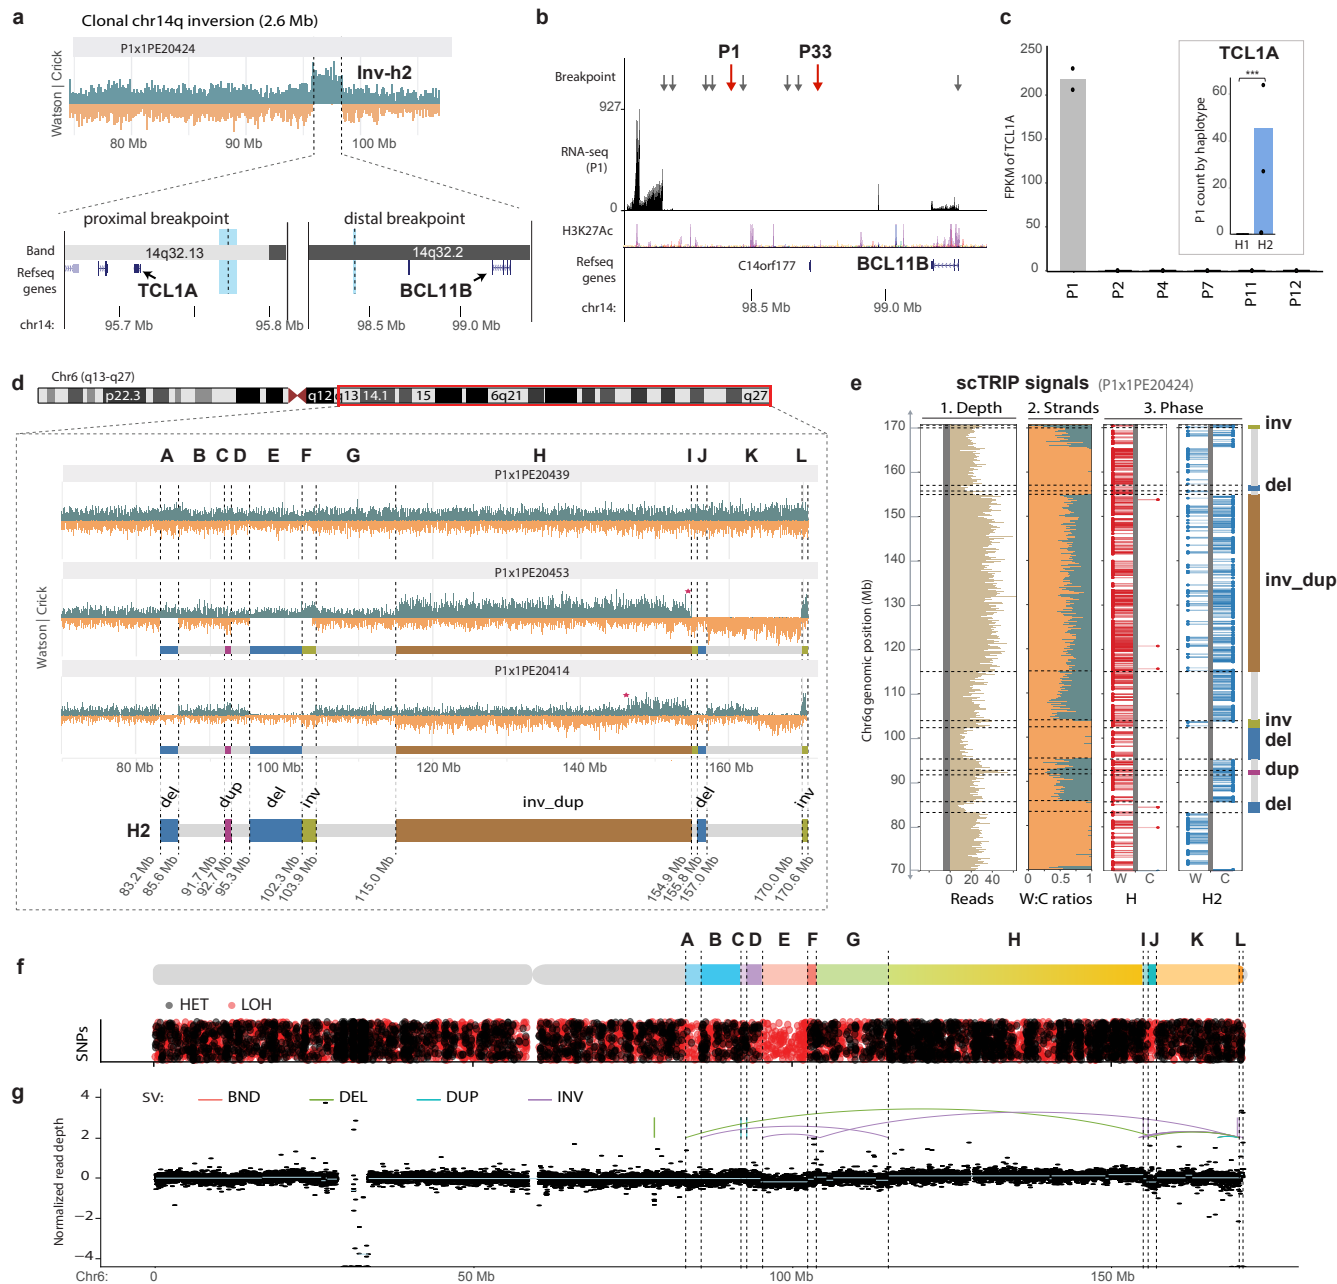 a
Clonal chr14q inversion (2.6 Mb)
P1x1PE20424
Inv-h2
Watson | Crick
80 Mb
90 Mb
100 Mb
proximal breakpoint
distal breakpoint
Band
14q32.13
14q32.2
Refseq genes
TCL1A
BCL11B
chr14:
95.7 Mb
95.8 Mb
98.5 Mb
99.0 Mb
b
P1
P33
Breakpoint
927
RNA-seq
(P1)
0
H3K27Ac
Refseq genes
C14orf177
BCL11B
chr14:
98.5 Mb
99.0 Mb
c
FPKM of TCL1A
250
200
150
100
50
0
P1
P2
P4
P7
P11
P12
TCL1A
***
P1 count by haplotype
60
40
20
0
H1
H2
d
Chr6 (q13-q27)
p22.3
q12
q13
14.1
15
6q21
q27
A
B
C
D
E
F
G
H
I
J
K
L
P1x1PE20439
P1x1PE20453
P1x1PE20414
Watson | Crick
80 Mb
100 Mb
120 Mb
140 Mb
160 Mb
del
dup
del
inv
inv_dup
del
inv
H2
83.2 Mb
85.6 Mb
91.7 Mb
92.7 Mb
95.3 Mb
102.3 Mb
103.9 Mb
115.0 Mb
154.9 Mb
155.8 Mb
157.0 Mb
170.0 Mb
170.6 Mb
e
scTRIP signals (P1x1PE20424)
1. Depth
2. Strands
3. Phase
Chr6q genomic position (Mb)
170
160
150
140
130
120
110
100
90
80
70
0
20
40
Reads
0
0.5
1
W:C ratios
W
C
H
W
C
H2
inv
del
inv_dup
inv
del
dup
del
f
A
B
C
D
E
F
G
H
I
J
K
L
HET
LOH
SNPs
g
SV:
BND
DEL
DUP
INV
Normalized read depth
4
2
0
−2
−4
Chr6:
0
50 Mb
100 Mb
150 Mb